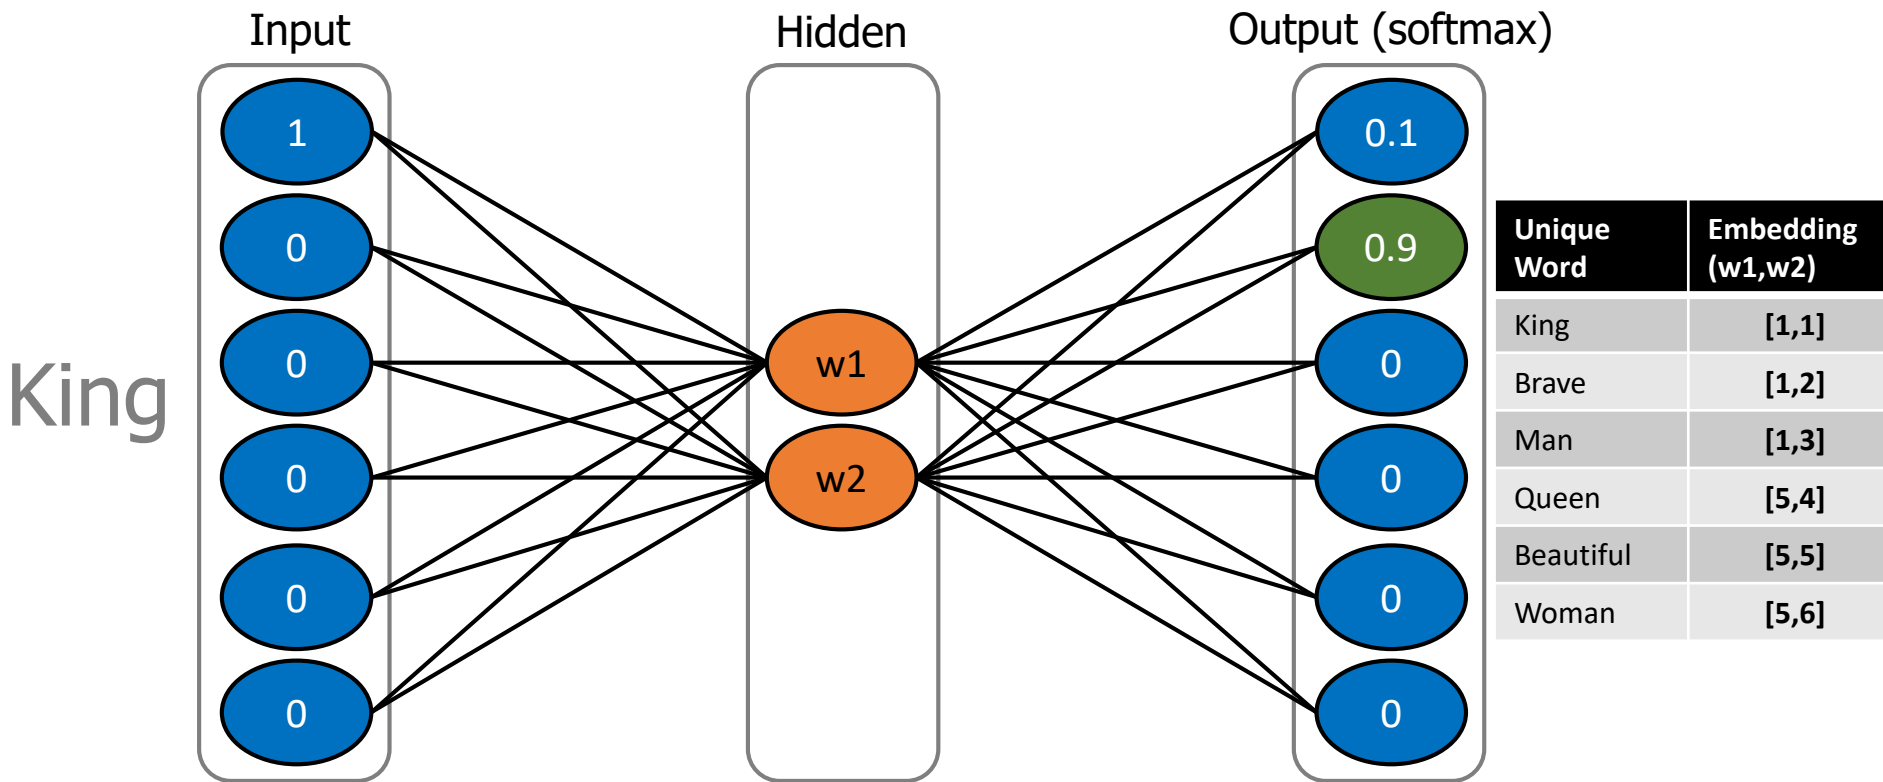 Input
Hidden
Output (softmax)
King
1
0
0
0
0
0
w1
w2
0.1
0.9
0
0
0
0
Unique Word
Embedding (w1,w2)
King [1,1]
Brave [1,2]
Man [1,3]
Queen [5,4]
Beautiful [5,5]
Woman [5,6]